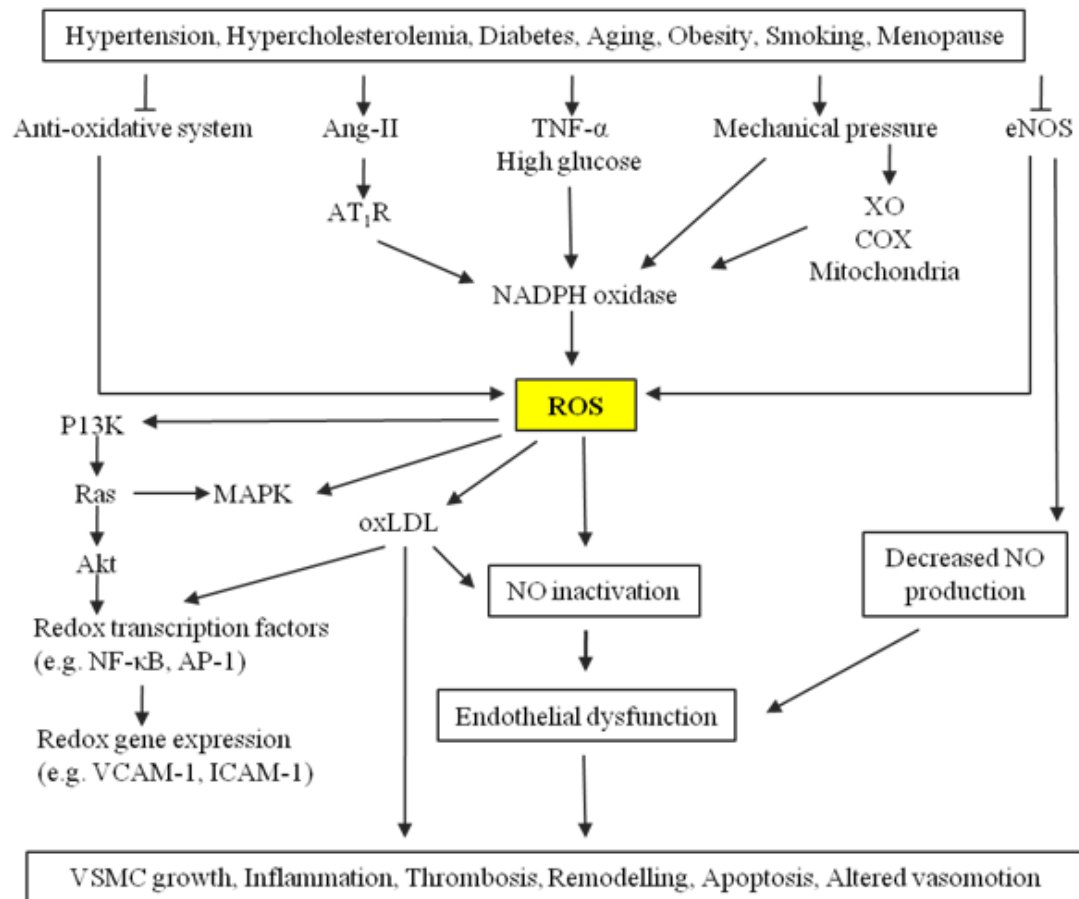 Hypertension, Hypercholesterolemia, Diabetes, Aging, Obesity, Smoking, Menopause
Anti-oxidative system
Ang-II
TNF-α
Mechanical pressure
eNOS
High glucose
AT₁R
XO
COX
Mitochondria
NADPH oxidase
ROS
P13K
Ras
MAPK
oxLDL
Akt
NO inactivation
Decreased NO
production
Redox transcription factors
(e.g. NF-κB, AP-1)
Endothelial dysfunction
Redox gene expression
(e.g. VCAM-1, ICAM-1)
VSMC growth, Inflammation, Thrombosis, Remodelling, Apoptosis, Altered vasomotion